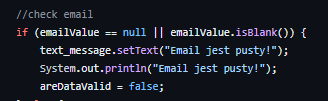 //check email
if (emailValue == null || emailValue.isBlank()) {
text_message.setText("Email jest pusty!");
System.out.println("Email jest pusty!");
areDataValid = false;